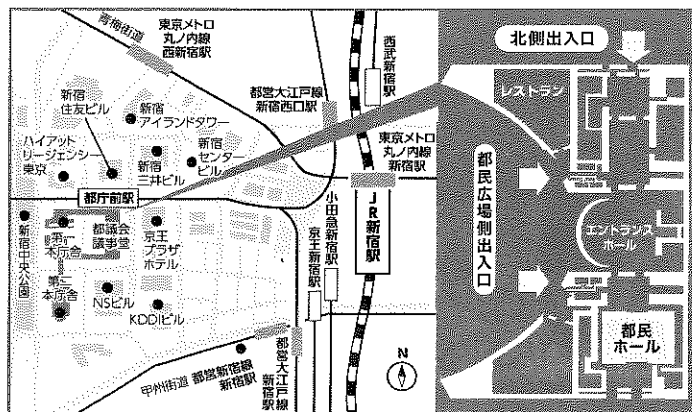 青梅街道
東京メトロ
丸ノ内線
西新宿駅
都営大江戸線
新宿西口駅
西武新宿駅
新宿
住友ビル
新宿
アイランドタワー
ハイアット
リージェンシー
東京
新宿
三井ビル
新宿
センター
ビル
東京メトロ
丸ノ内線
新宿駅
都庁前駅
新宿中央公園
第一
本庁舎
都議会
議事堂
京王
プラザ
ホテル
第二
本庁舎
NSビル
KDDIビル
小田急新宿駅
京王新宿駅
JR新宿駅
甲州街道
都営新宿線
新宿駅
都営大江戸線
新宿駅
N
北側出入口
レストラン
都民広場側出入口
エントランス
ホール
都民
ホール